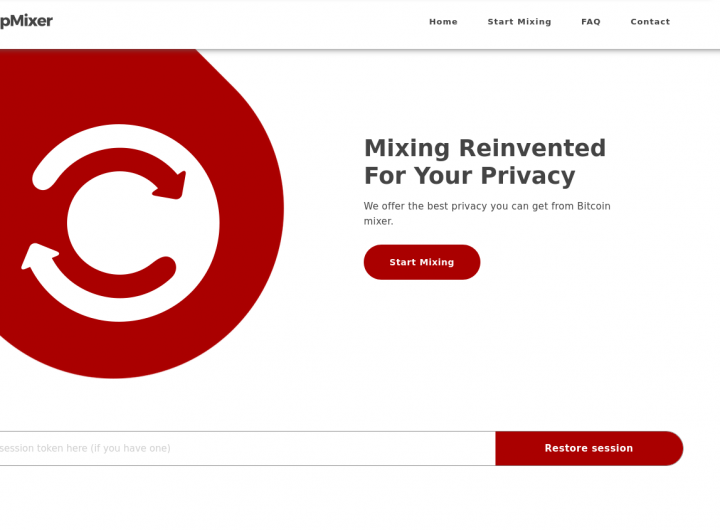 pMixer
Home Start Mixing FAQ Contact
Mixing Reinvented
For Your Privacy
We offer the best privacy you can get from Bitcoin
mixer.
Start Mixing
session token here (if you have one)
Restore session